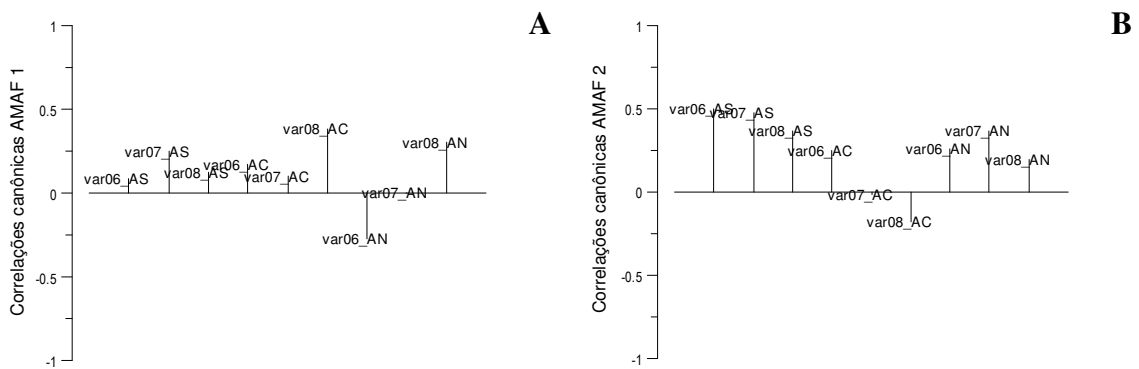 A
Correlações canônicas AMAF 1
1
0.5
0
-0.5
-1
var06_AS
var07_AS
var08_AS
var06_AC
var07_AC
var08_AC
var06_AN
var07_AN
var08_AN
B
Correlações canônicas AMAF 2
1
0.5
0
-0.5
-1
var06_AS
var07_AS
var08_AS
var06_AC
var07_AC
var08_AC
var06_AN
var07_AN
var08_AN